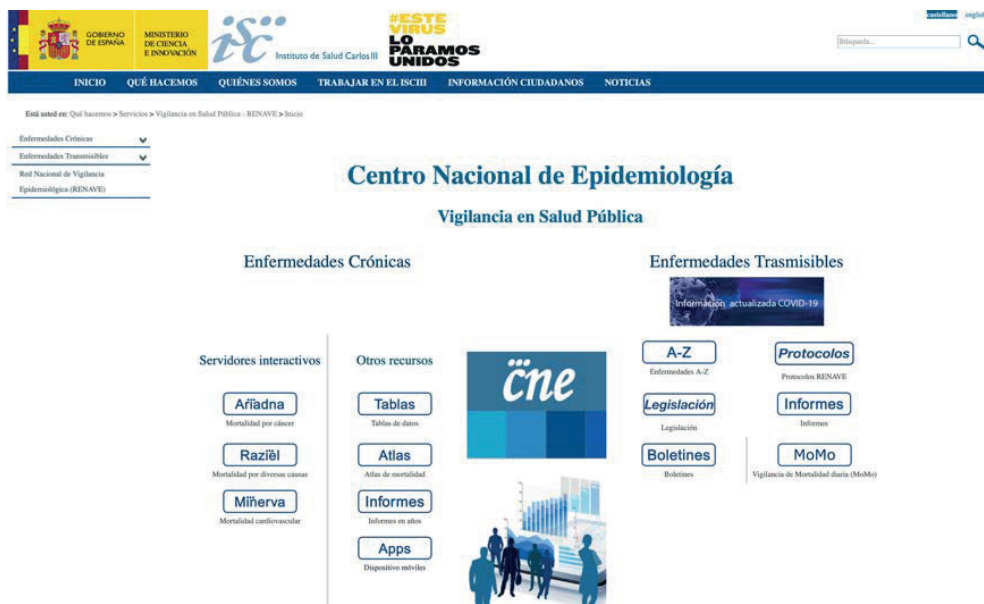 GOBIERNO
DE ESPAÑA
MINISTERIO
DE CIENCIA
E INNOVACIÓN
isc
Instituto de Salud Carlos III
#ESTE
VIRUS
LO
PARAMOS
UNIDOS
castellano english
Búsqueda...
INICIO QUÉ HACEMOS QUIÉNES SOMOS TRABAJAR EN EL ISCIII INFORMACIÓN CIUDADANOS NOTICIAS
Está usted en: Qué hacemos > Servicios > Vigilancia en Salud Pública - RENAVE > Inicio
Enfermedades Crónicas
Enfermedades Transmisibles
Red Nacional de Vigilancia
Epidemiológica (RENAVE)
Centro Nacional de Epidemiología
Vigilancia en Salud Pública
Enfermedades Crónicas
Servidores interactivos
Ariadna
Mortalidad por cáncer
Raziel
Mortalidad por diversas causas
Minerva
Mortalidad cardiovascular
Otros recursos
Tablas
Tablas de datos
Atlas
Atlas de mortalidad
Informes
Informes en años
Apps
Dispositivo móviles
cne
Enfermedades Trasmisibles
Información actualizada COVID-19
A-Z
Enfermedades A-Z
Protocolos
Protocolos RENAVE
Legislación
Legislación
Informes
Informes
Boletines
Boletines
MoMo
Vigilancia de Mortalidad diaria (MoMo)